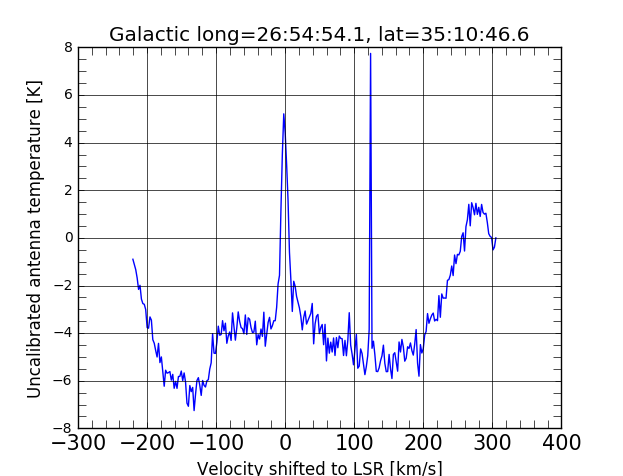 Galactic long=26:54:54.1, lat=35:10:46.6
Uncalibrated antenna temperature [K]
8
6
4
2
0
−2
−4
−6
−8
−300 −200 −100 0 100 200 300 400
Velocity shifted to LSR [km/s]